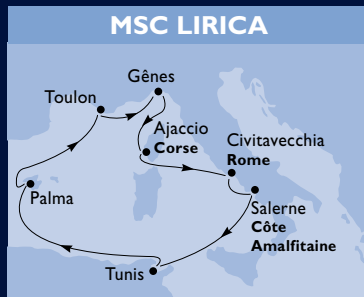 MSC LIRICA
Gênes
Toulon
Ajaccio
Corse
Civitavecchia
Rome
Palma
Salerne
Côte
Amalfitaine
Tunis